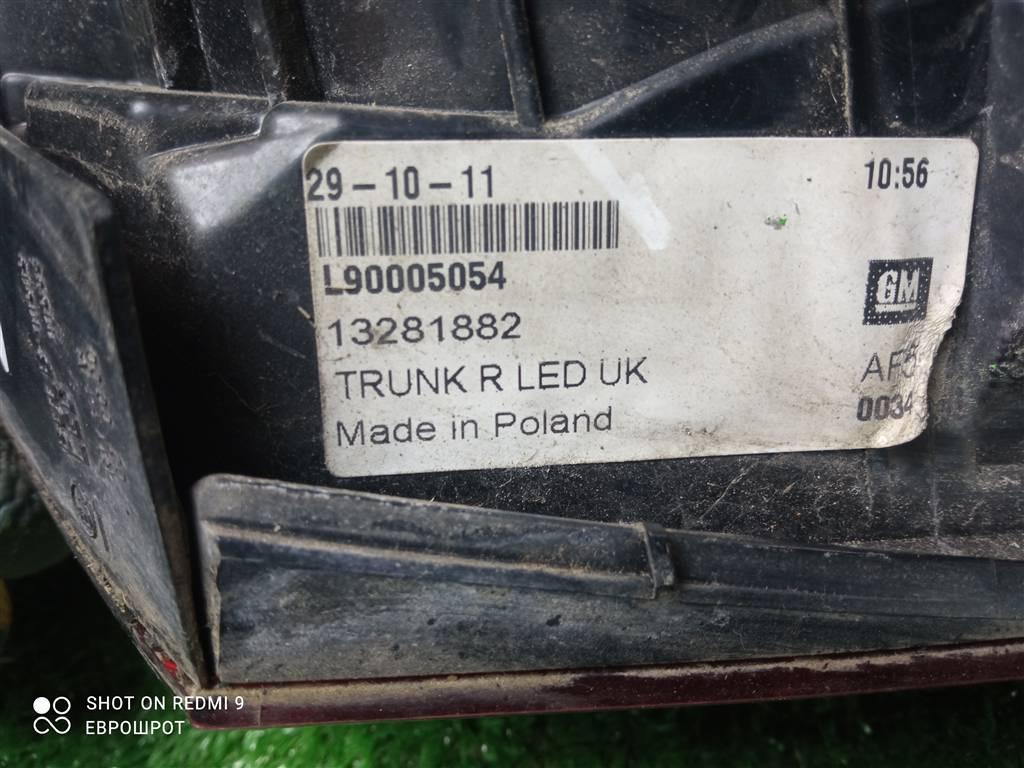 29-10-11 10:56
L90005054
GM
13281882
TRUNK R LED UK
Made in Poland
0034
SHOT ON REDMI 9
ЕВРОШРОТ